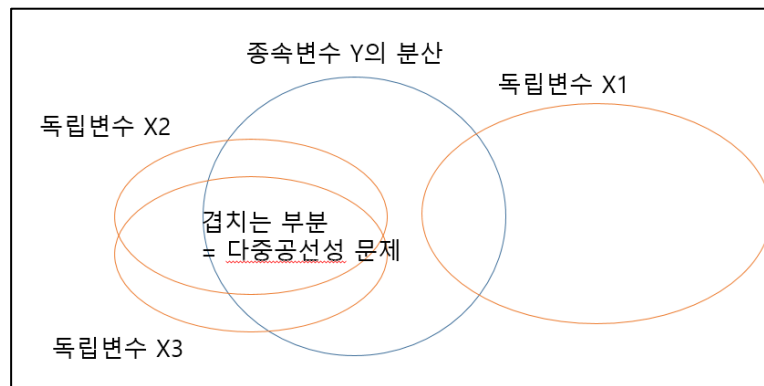 종속변수 Y의 분산
독립변수 X1
독립변수 X2
겹치는 부분
= 다중공선성 문제
독립변수 X3